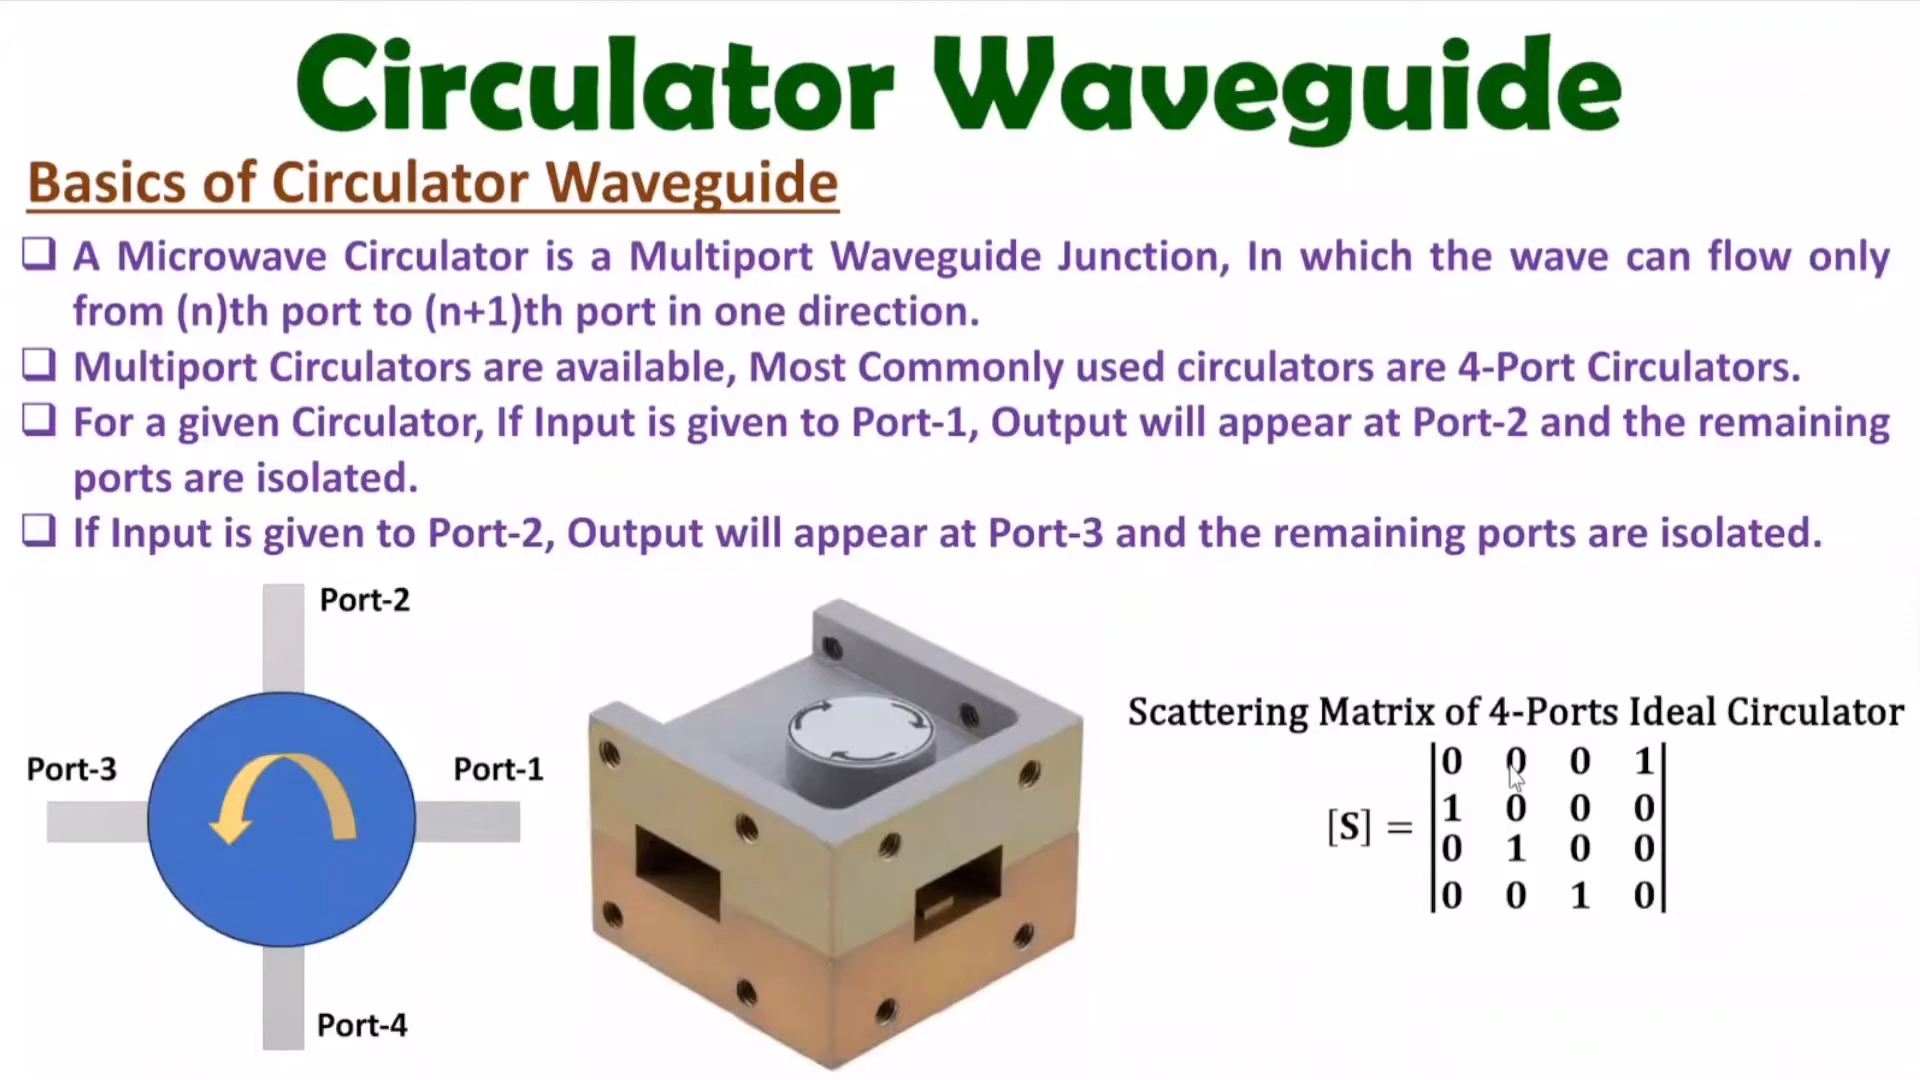 Circulator Waveguide
Basics of Circulator Waveguide
❑ A Microwave Circulator is a Multiport Waveguide Junction, In which the wave can flow only
from (n)th port to (n+1)th port in one direction.
❑ Multiport Circulators are available, Most Commonly used circulators are 4-Port Circulators.
❑ For a given Circulator, If Input is given to Port-1, Output will appear at Port-2 and the remaining
ports are isolated.
❑ If Input is given to Port-2, Output will appear at Port-3 and the remaining ports are isolated.
Port-2
Port-3
Port-1
Port-4
Scattering Matrix of 4-Ports Ideal Circulator
[S] =
0 0 0 1
1 0 0 0
0 1 0 0
0 0 1 0